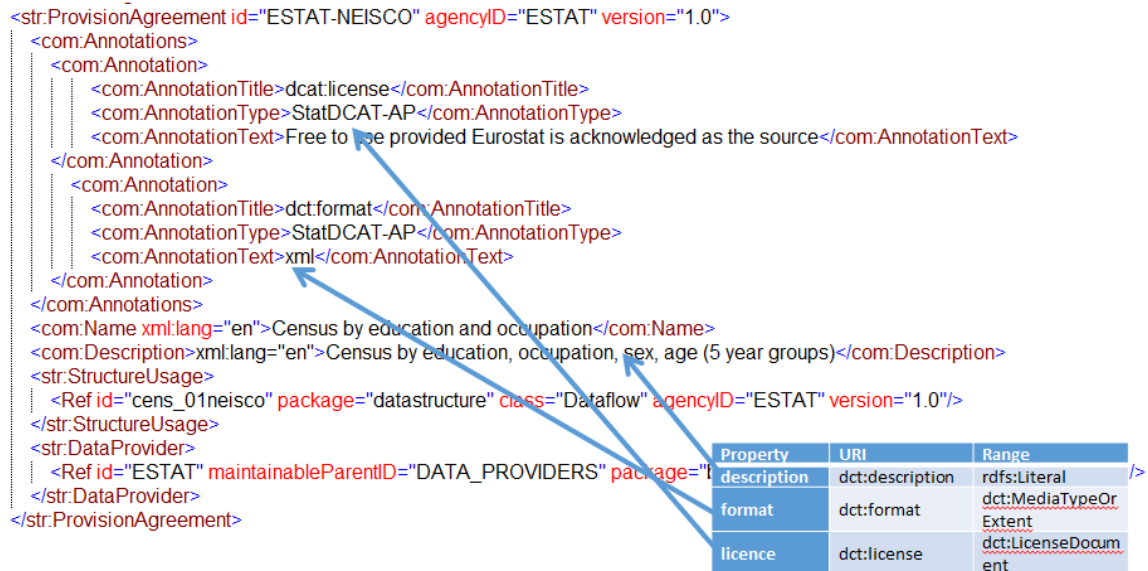 <str:ProvisionAgreement id="ESTAT-NEISCO" agencyID="ESTAT" version="1.0">
<com:Annotations>
<com:Annotation>
<com:AnnotationTitle>dcat:license</com:AnnotationTitle>
<com:AnnotationType>StatDCAT-AP</com:AnnotationType>
<com:AnnotationText>Free to use provided Eurostat is acknowledged as the source</com:AnnotationText>
</com:Annotation>
<com:Annotation>
<com:AnnotationTitle>dct:format</com:AnnotationTitle>
<com:AnnotationType>StatDCAT-AP</com:AnnotationType>
<com:AnnotationText>xml</com:AnnotationText>
</com:Annotation>
</com:Annotations>
<com:Name xml:lang="en">Census by education and occupation</com:Name>
<com:Description>xml:lang="en">Census by education, occupation, sex, age (5 year groups)</com:Description>
<str:StructureUsage>
<Ref id="cens_01neisco" package="datastructure" class="Dataflow" agencyID="ESTAT" version="1.0"/>
</str:StructureUsage>
<str:DataProvider>
<Ref id="ESTAT" maintainableParentID="DATA_PROVIDERS" package=" />
</str:DataProvider>
</str:ProvisionAgreement>
Property URI Range
description dct:description rdfs:Literal
format dct:format dct:MediaTypeOr
Extent
licence dct:license dct:LicenseDocum
ent